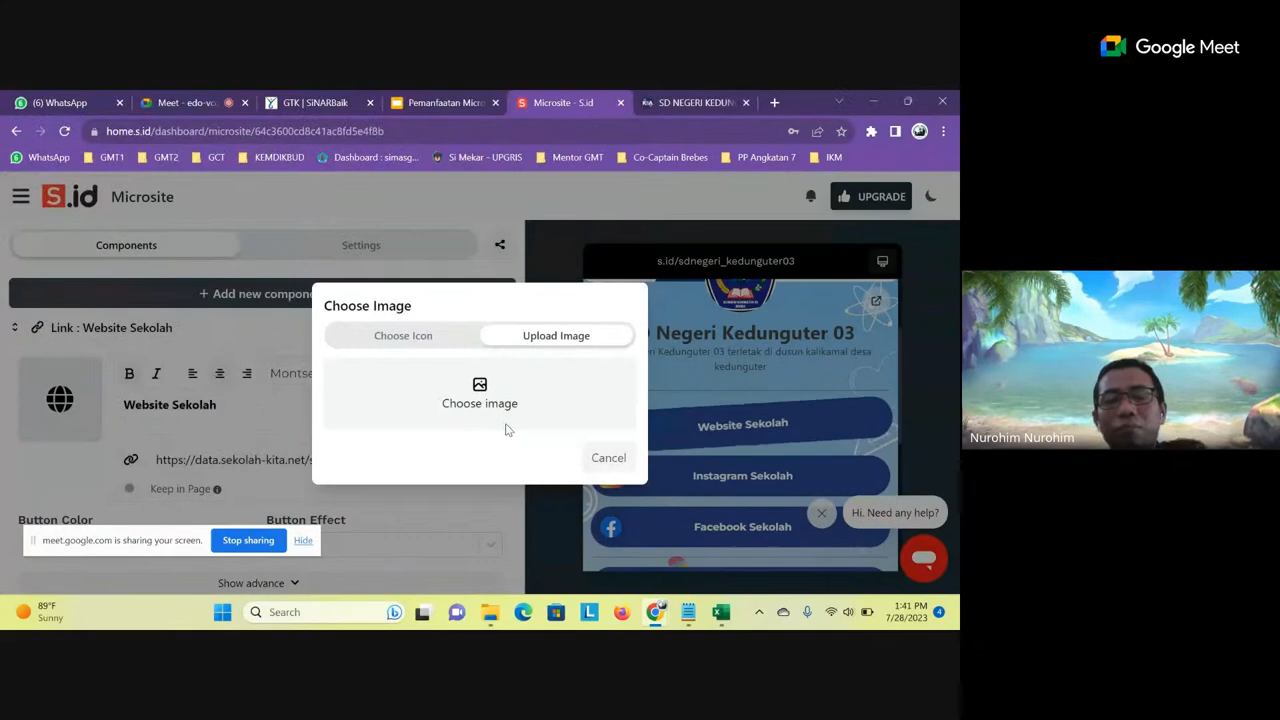 Google Meet
(6) WhatsApp
Meet - edo-vo
GTK | SiNARBaik
Pemanfaatan Micro
Microsite - S.id
SD NEGERI KEDUN
home.s.id/dashboard/microsite/64c3600cd8c41ac8fd5e4f8b
WhatsApp
GMT1
GMT2
GCT
KEMDIKBUD
Dashboard : simasg...
Si Mekar - UPGRIS
Mentor GMT
Co-Captain Brebes
PP Angkatan 7
IKM
S.id
Microsite
UPGRADE
Components
Settings
+ Add new compone
Link : Website Sekolah
B I
Montse
Website Sekolah
https://data.sekolah-kita.net/s
Keep in Page
Button Color
Button Effect
meet.google.com is sharing your screen.
Stop sharing
Hide
Show advance
Choose Image
Choose Icon
Upload Image
Choose image
Cancel
s.id/sdnegeri_kedunguter03
D Negeri Kedunguter 03
Kedunguter 03 terletak di dusun kalikamal desa
kedunguter
Website Sekolah
Instagram Sekolah
Facebook Sekolah
Hi. Need any help?
Nurohim Nurohim
89°F
Sunny
Search
1:41 PM
7/28/2023
4